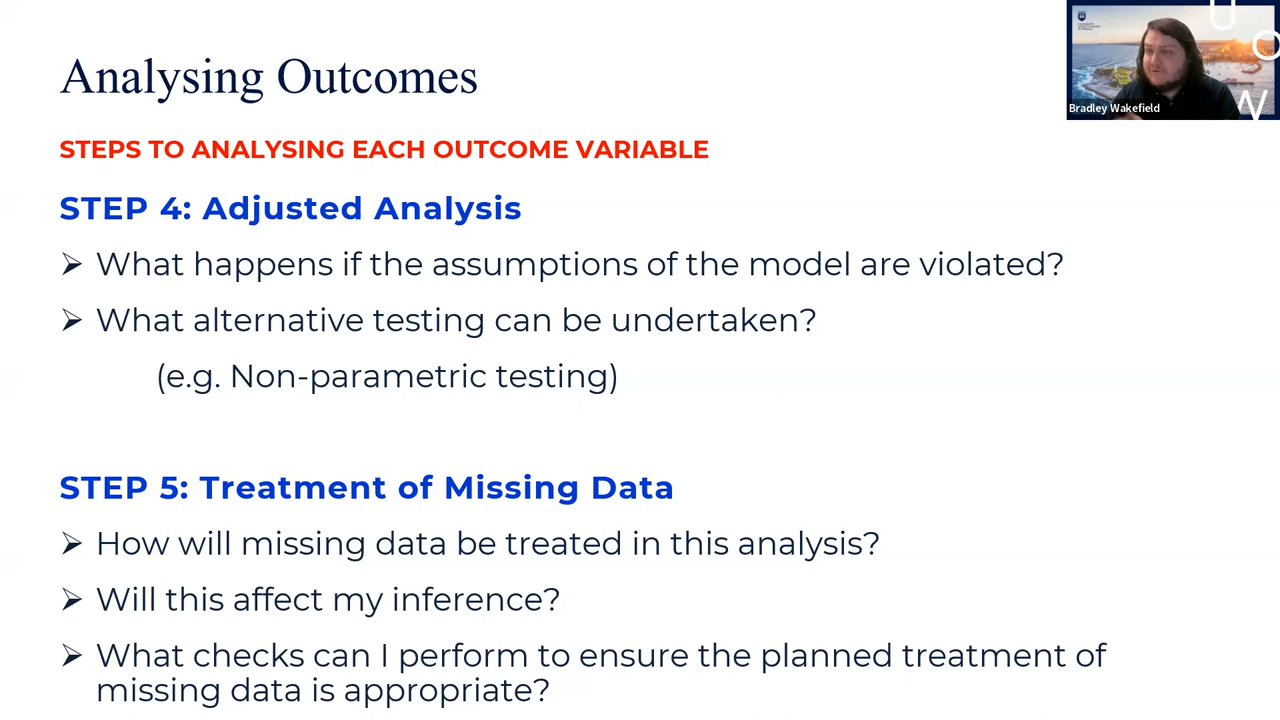 Analysing Outcomes
STEPS TO ANALYSING EACH OUTCOME VARIABLE
STEP 4: Adjusted Analysis
➢ What happens if the assumptions of the model are violated?
➢ What alternative testing can be undertaken?
(e.g. Non-parametric testing)
STEP 5: Treatment of Missing Data
➢ How will missing data be treated in this analysis?
➢ Will this affect my inference?
➢ What checks can I perform to ensure the planned treatment of
missing data is appropriate?
U
O
W
Bradley Wakefield